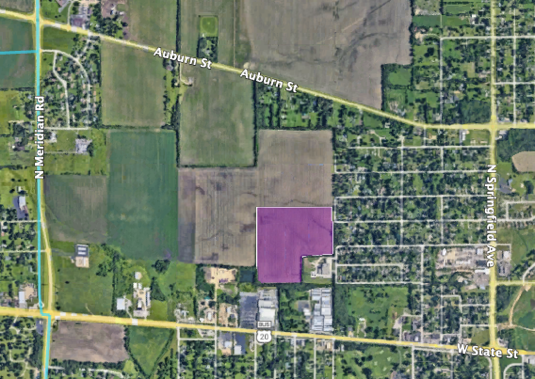 Auburn St
Auburn St
N Meridian Rd
N Springfield Ave
20
W State St